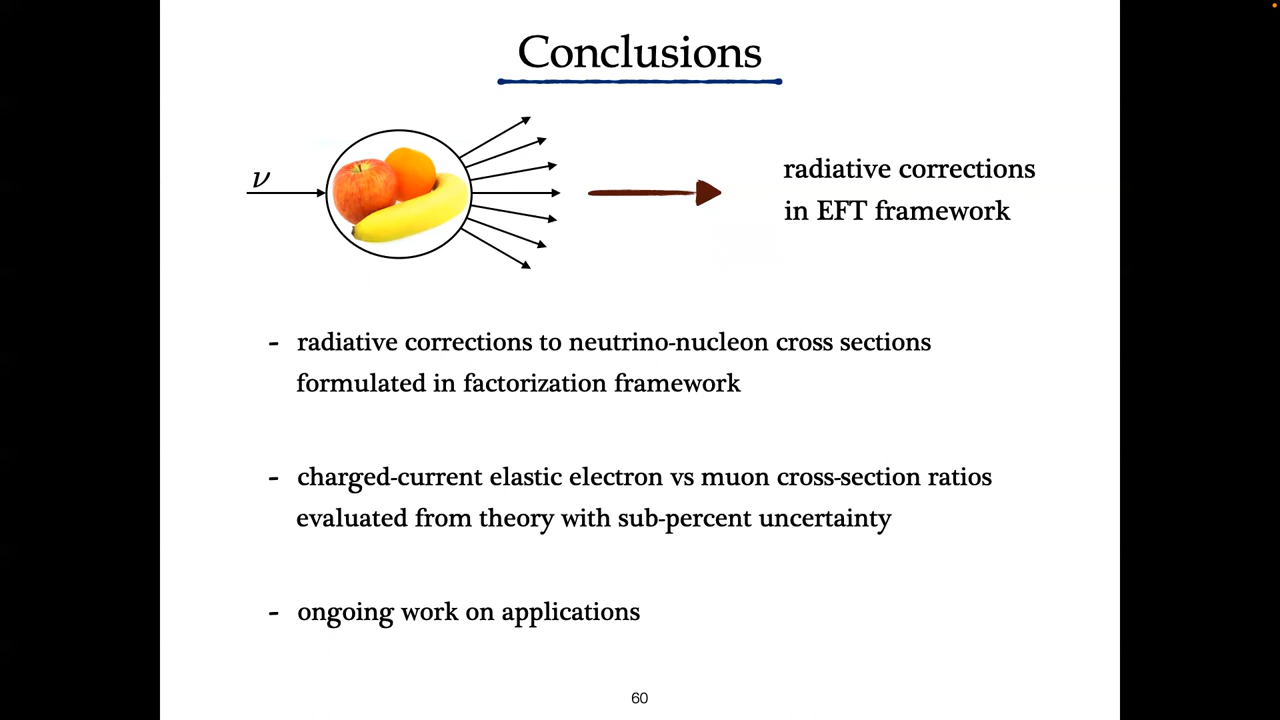 Conclusions
ν
radiative corrections
in EFT framework
- radiative corrections to neutrino-nucleon cross sections
formulated in factorization framework
- charged-current elastic electron vs muon cross-section ratios
evaluated from theory with sub-percent uncertainty
- ongoing work on applications
60